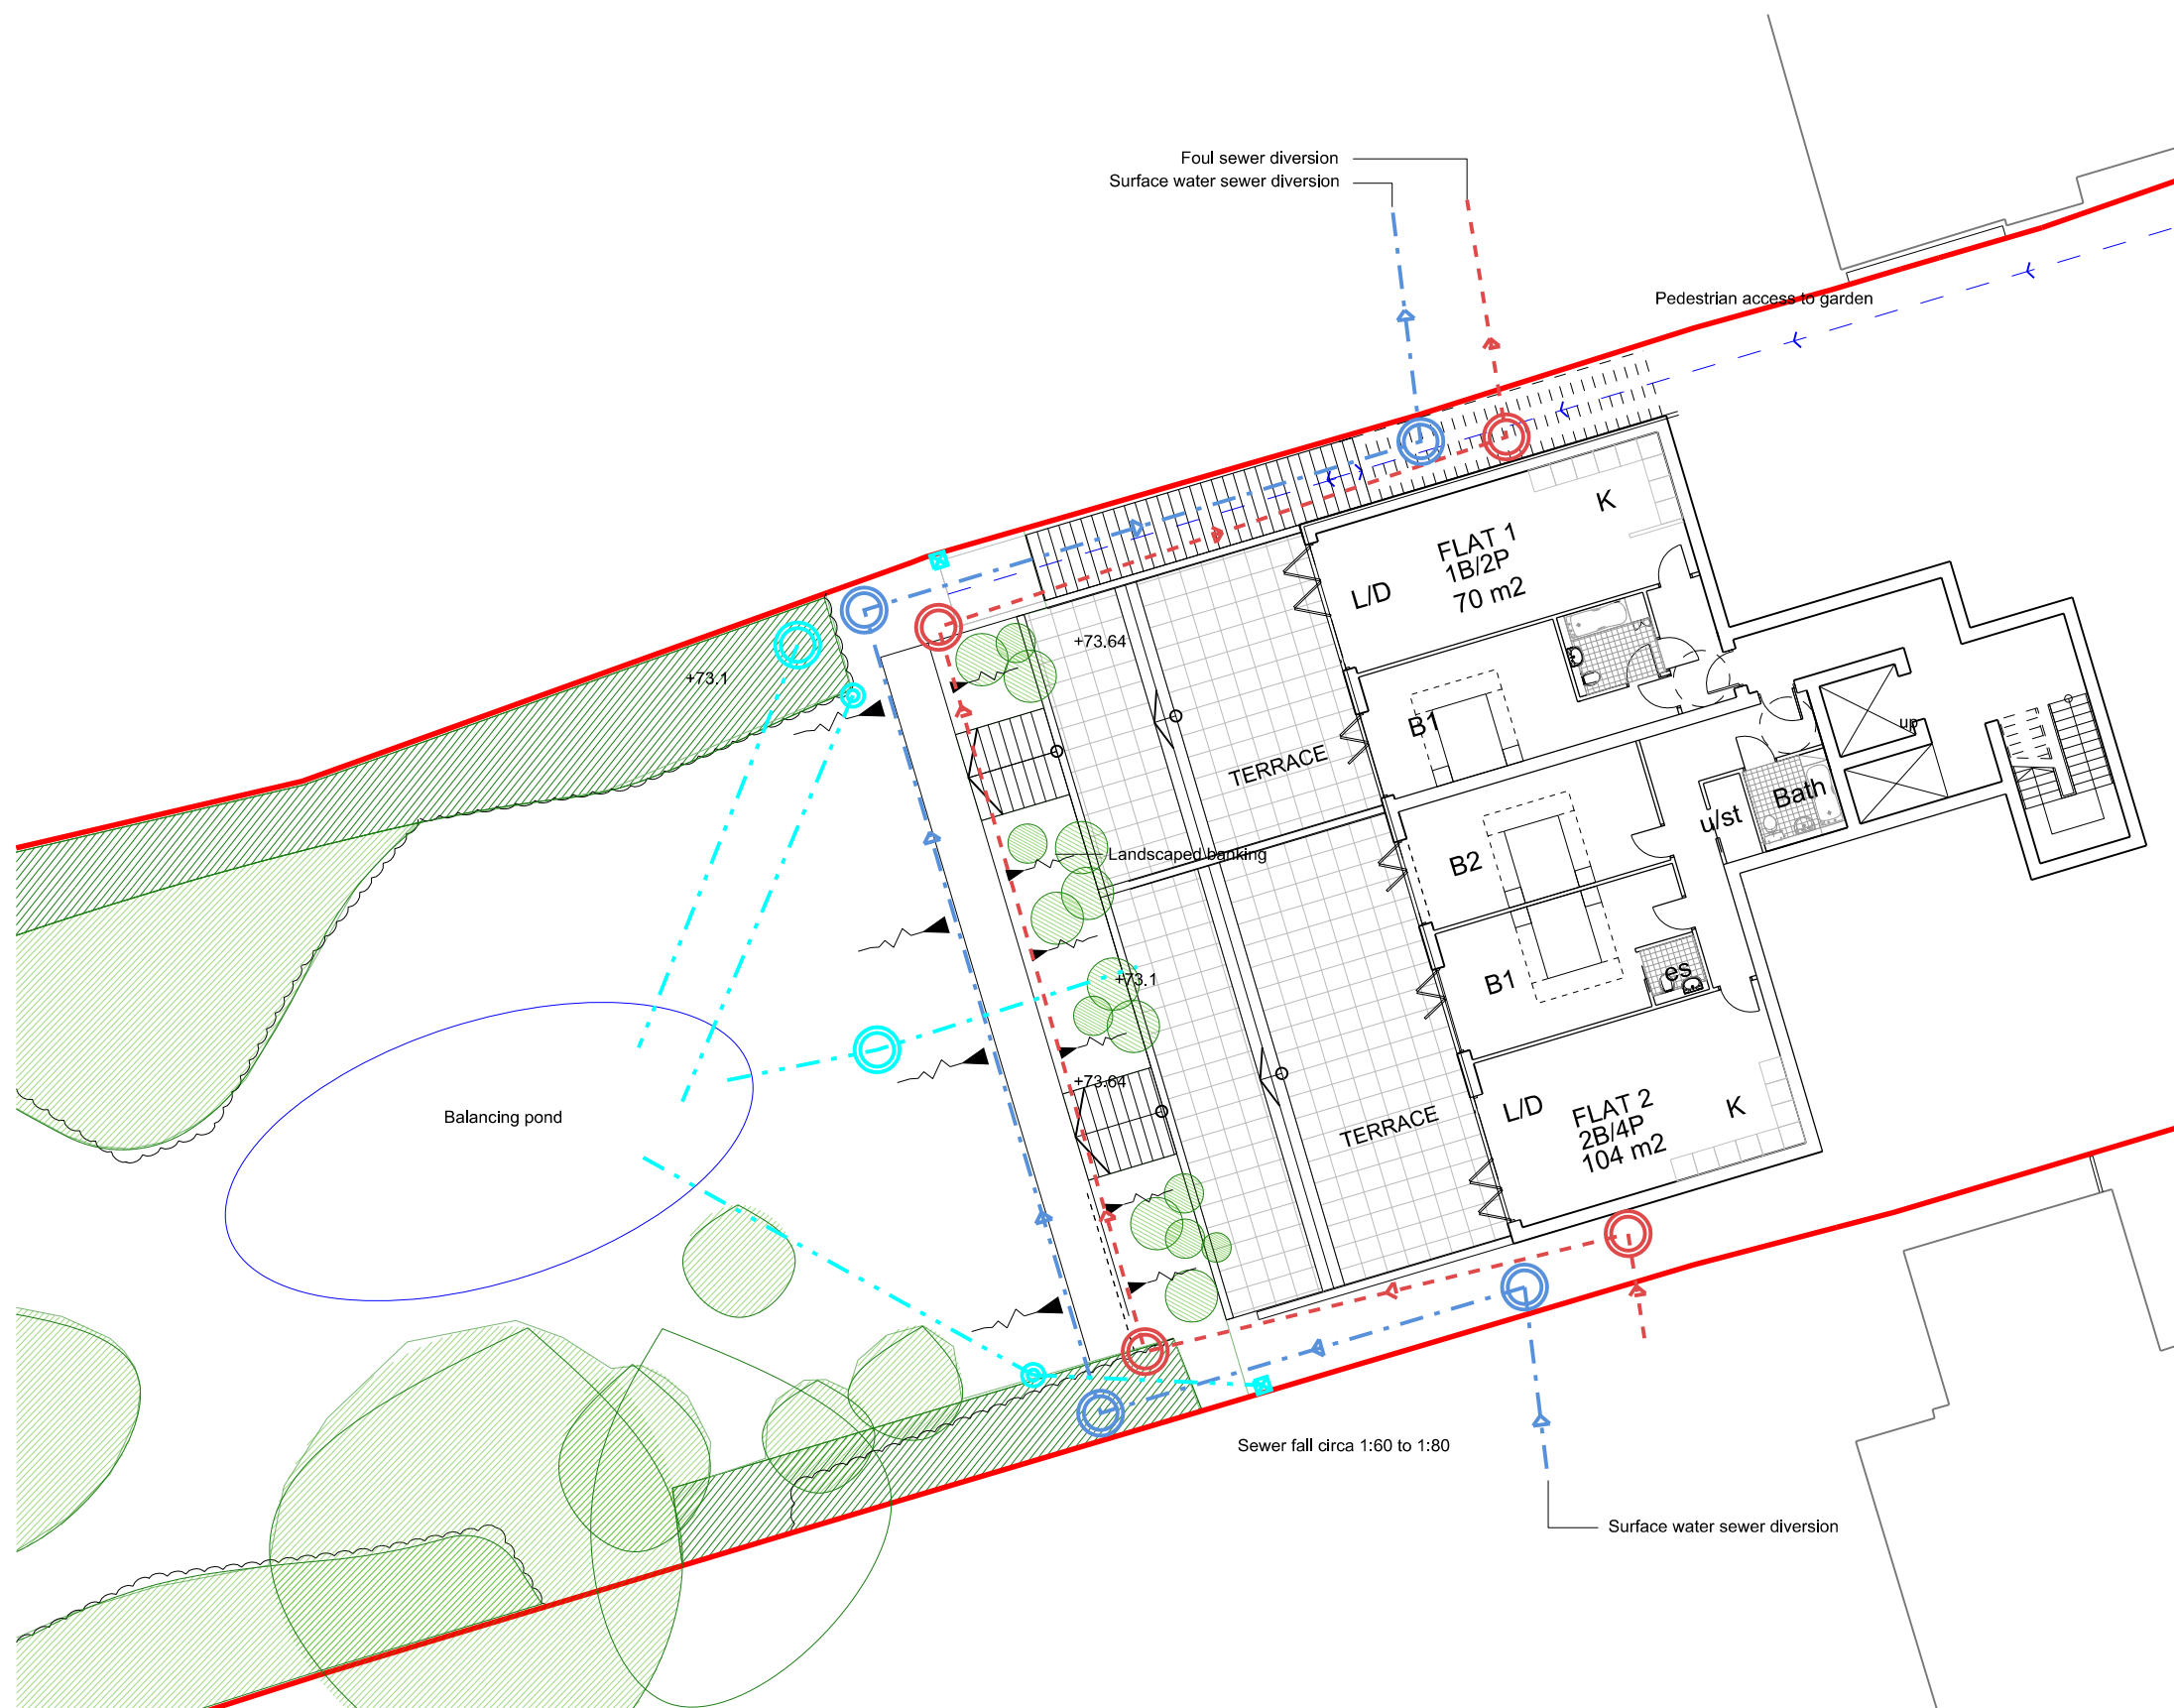 Foul sewer diversion
Surface water sewer diversion
Pedestrian access to garden
K
FLAT 1
1B/2P
70 m2
L/D
+73.64
+73.1
B1
up
TERRACE
Bath
u/st
B2
Landscaped banking
es
+73.1
B1
+73.64
L/D
FLAT 2
2B/4P
104 m2
K
Balancing pond
TERRACE
Sewer fall circa 1:60 to 1:80
Surface water sewer diversion